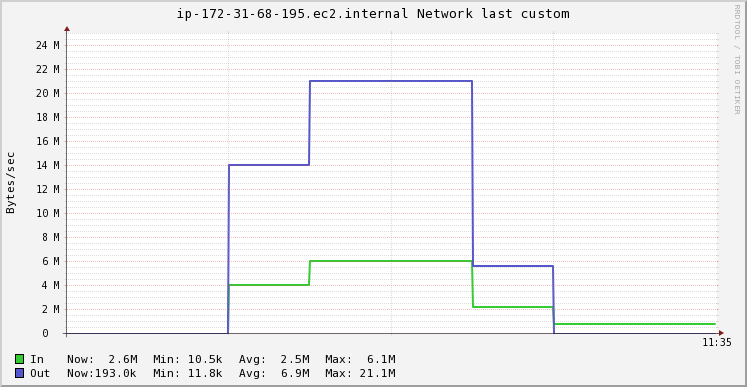 ip-172-31-68-195.ec2.internal Network last custom
RRDTOOL / TOBI OETIKER
Bytes/sec
24 M
22 M
20 M
18 M
16 M
14 M
12 M
10 M
8 M
6 M
4 M
2 M
0
11:35
In Now: 2.6M Min: 10.5k Avg: 2.5M Max: 6.1M
Out Now:193.0k Min: 11.8k Avg: 6.9M Max: 21.1M